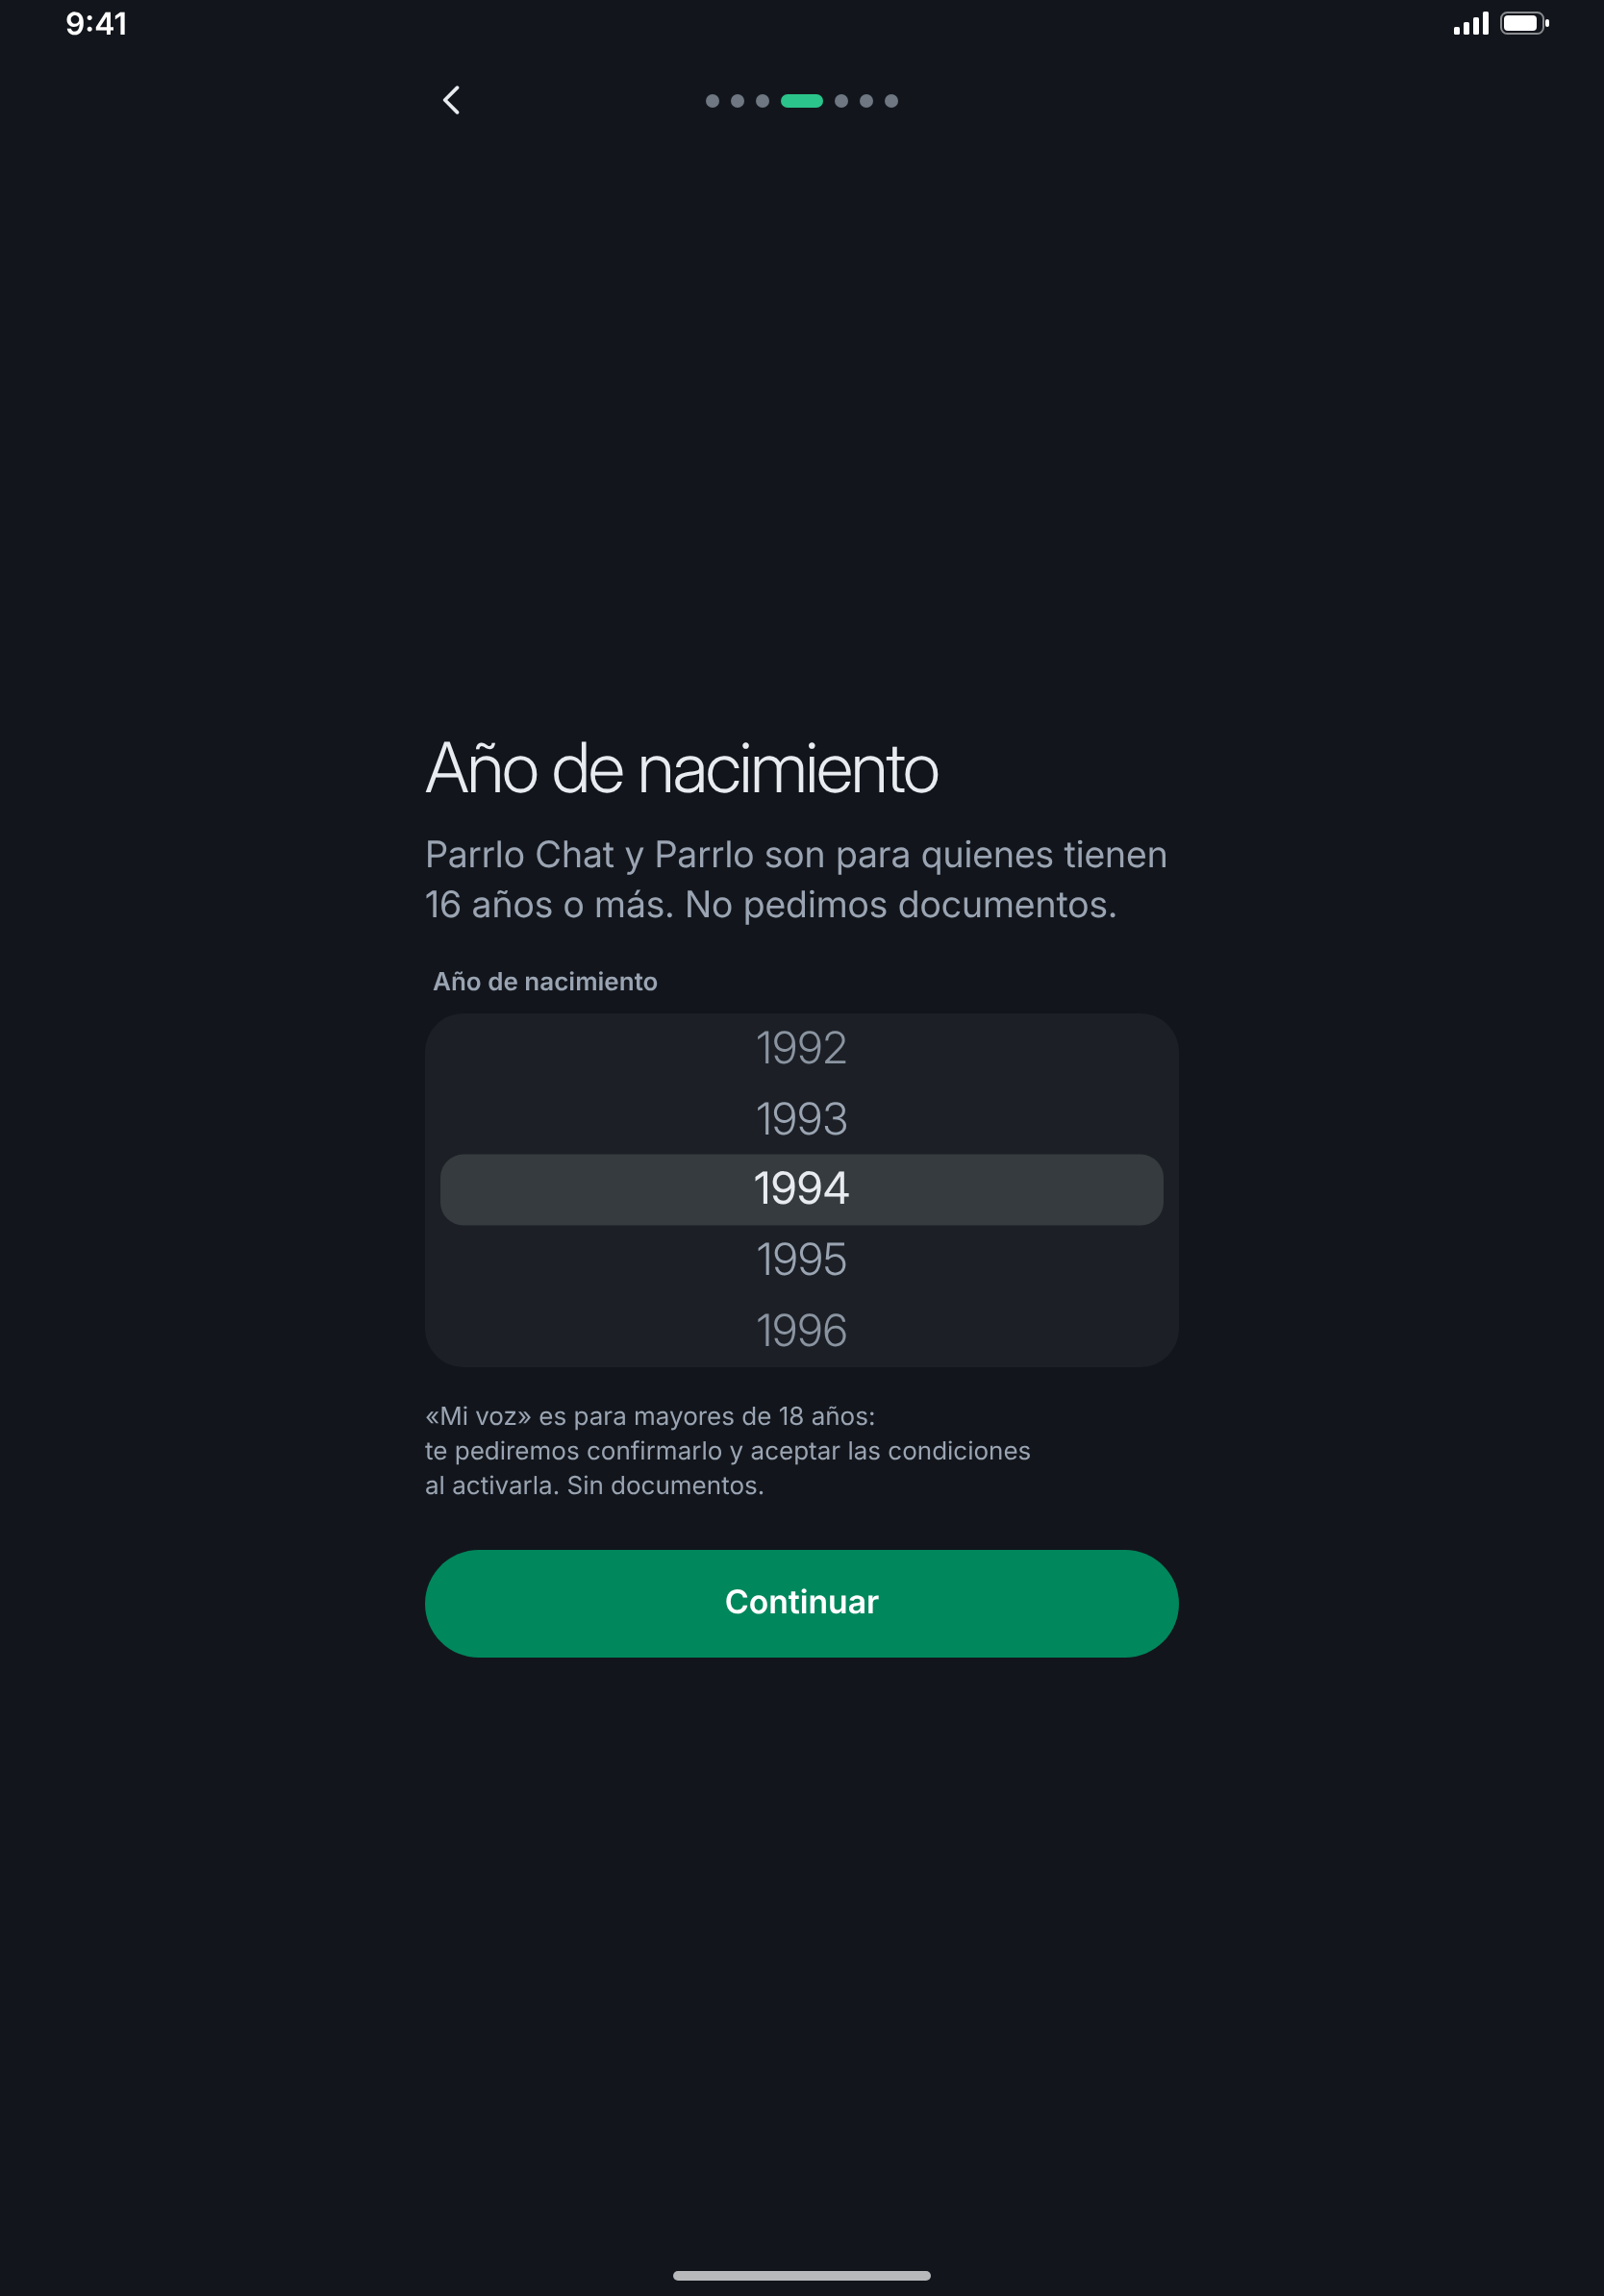 9:41
Año de nacimiento
Parrlo Chat y Parrlo son para quienes tienen
16 años o más. No pedimos documentos.
Año de nacimiento
1992
1993
1994
1995
1996
«Mi voz» es para mayores de 18 años:
te pediremos confirmarlo y aceptar las condiciones
al activarla. Sin documentos.
Continuar